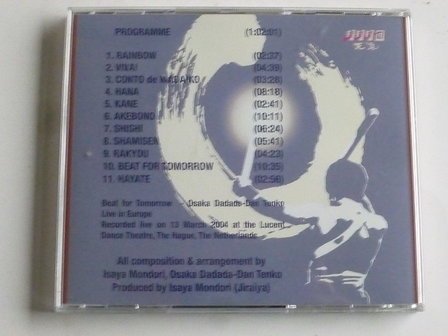 PROGRAMME (1:02:01)
1. RAINBOW (02:37)
2. VIVA! (04:39)
3. CONTO de WADAIKO (03:28)
4. HANA (08:18)
5. KANE (02:41)
6. AKEBONO (10:11)
7. SHISHI (06:24)
8. SHAMISEN (05:41)
9. RAKYOU (04:23)
10. BEAT FOR TOMORROW (10:35)
11. HAYATE (02:56)
Beat for Tomorrow - Osaka Dadada-Dan Tenko
Live in Europe
Recorded live on 13 March 2004 at the Lucent
Dance Theatre, The Hague, The Netherlands
All composition & arrangement by
Isaya Mondori, Osaka Dadada-Dan Tenko
Produced by Isaya Mondori (Jiraiya)